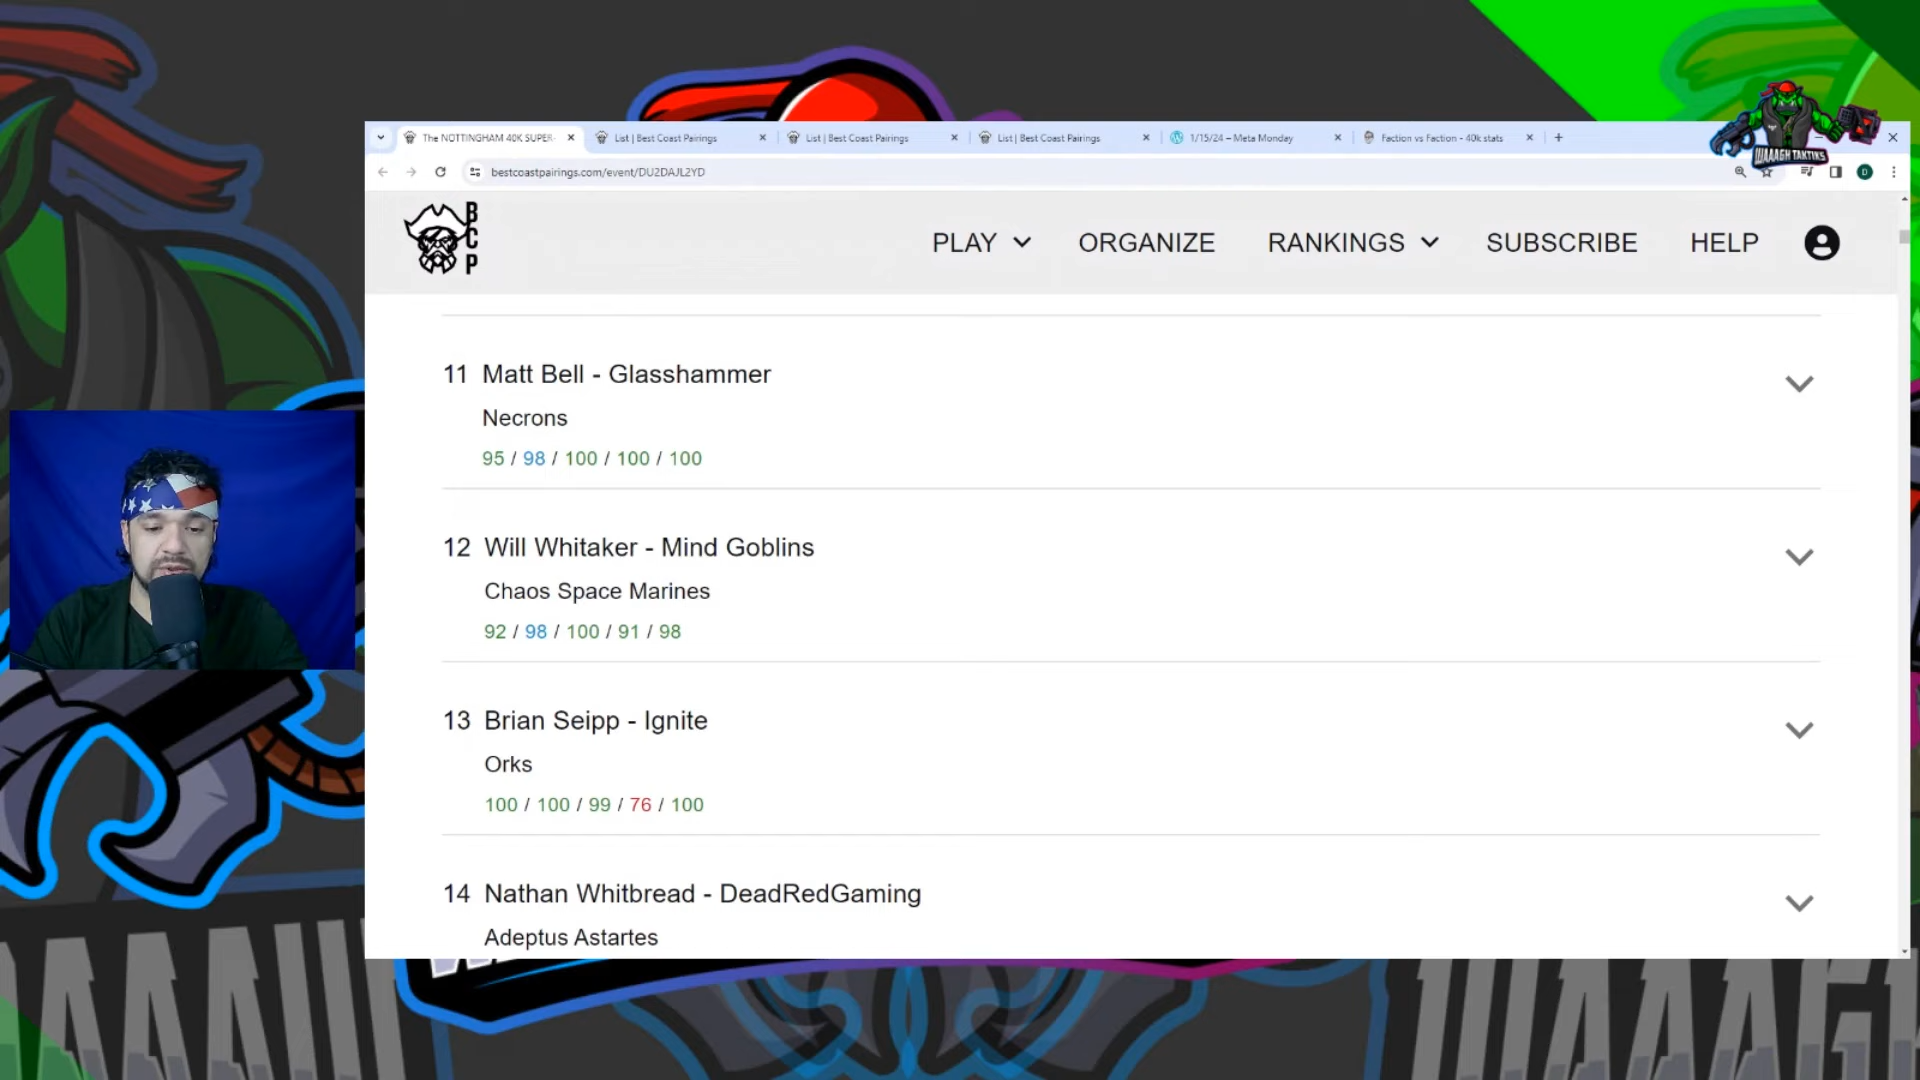 The NOTTINGHAM 40K SUPER-
List | Best Coast Pairings
List | Best Coast Pairings
List | Best Coast Pairings
1/15/24 – Meta Monday
Faction vs Faction - 40k stats
WAAAGH TAKTIKS
bestcoastpairings.com/event/DU2DAJL2YD
D
BCP
PLAY
ORGANIZE
RANKINGS
SUBSCRIBE
HELP
11 Matt Bell - Glasshammer
Necrons
95 / 98 / 100 / 100 / 100
12 Will Whitaker - Mind Goblins
Chaos Space Marines
92 / 98 / 100 / 91 / 98
13 Brian Seipp - Ignite
Orks
100 / 100 / 99 / 76 / 100
14 Nathan Whitbread - DeadRedGaming
Adeptus Astartes